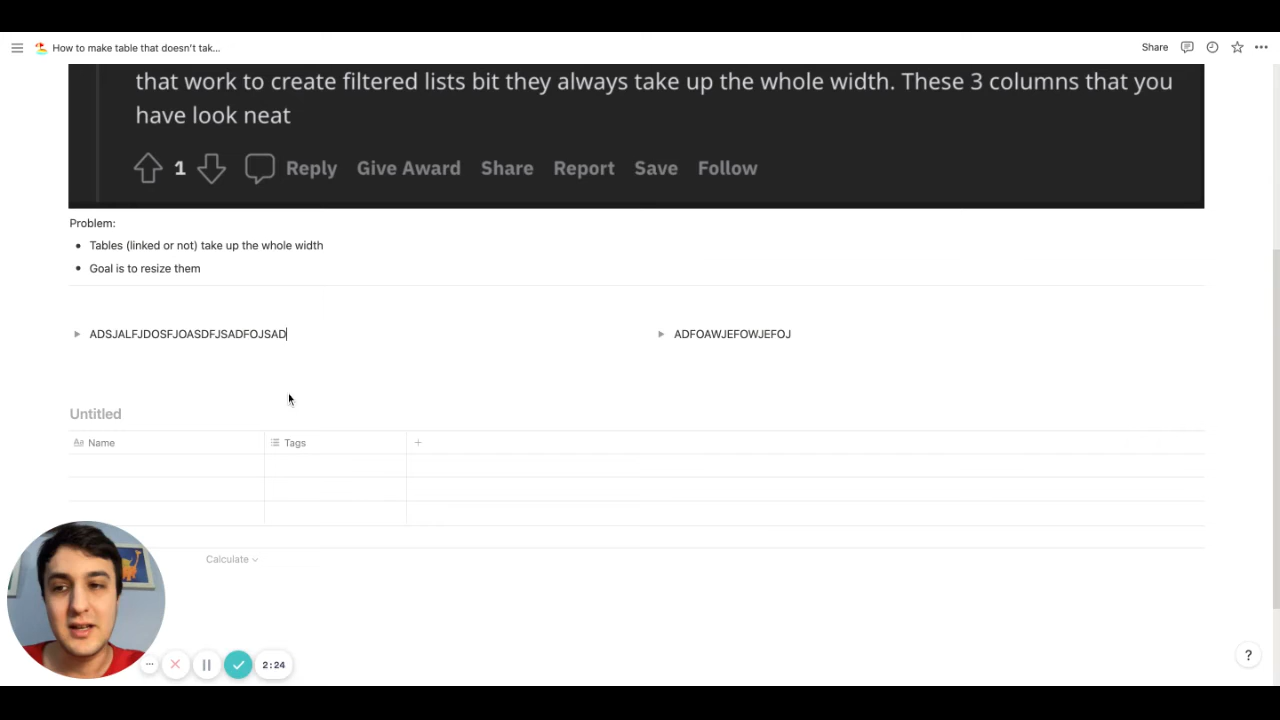 How to make table that doesn't tak...
Share
that work to create filtered lists bit they always take up the whole width. These 3 columns that you
have look neat
1 Reply Give Award Share Report Save Follow
Problem:
Tables (linked or not) take up the whole width
Goal is to resize them
ADSJALFJDOSFJOASDFJSADFOJSAD
ADFOAWJEFOWJEFOJ
Untitled
Aa Name
Tags
+
Calculate
2:24
?